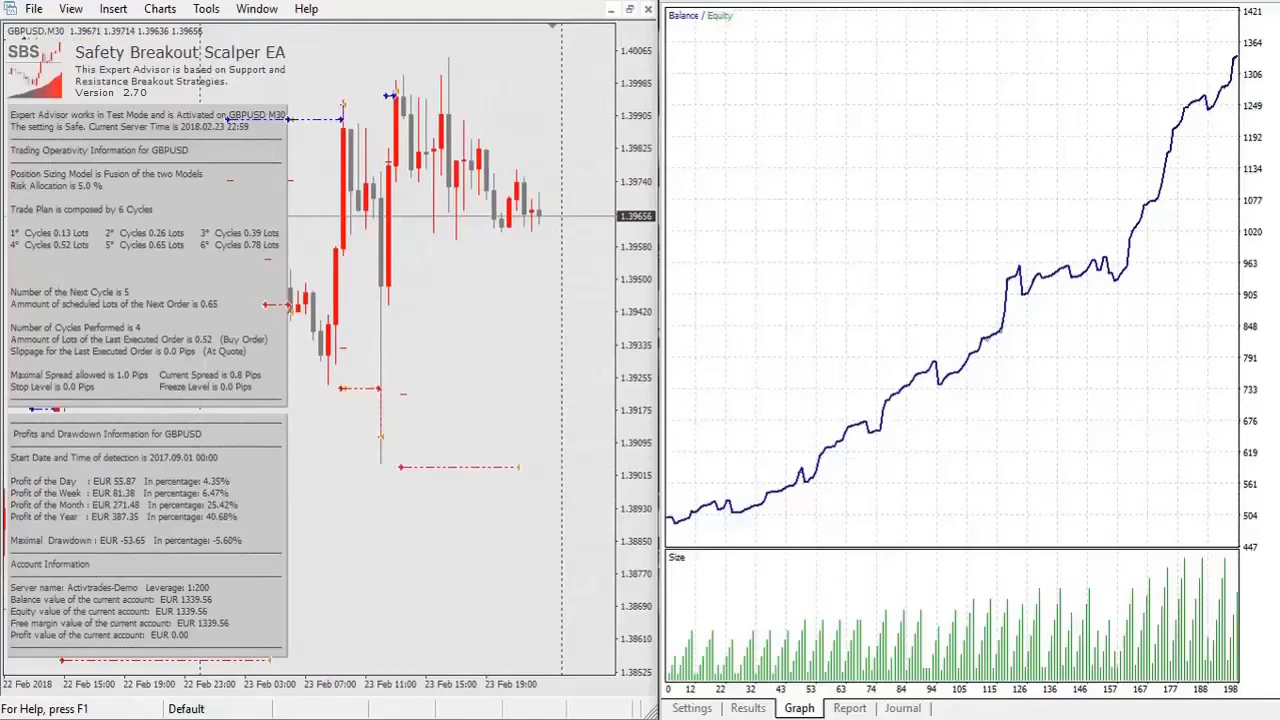 File View Insert Charts Tools Window Help
GBPUSD,M30 1.39671 1.39714 1.39636 1.39656
SBS
Safety Breakout Scalper EA
This Expert Advisor is based on Support and
Resistance Breakout Strategies.
Version 2.70
Expert Advisor works in Test Mode and is Activated on GBPUSD M30
The setting is Safe. Current Server Time is 2018.02.23 22:59
Trading Operativity Information for GBPUSD
Position Sizing Model is Fusion of the two Models
Risk Allocation is 5.0 %
Trade Plan is composed by 6 Cycles
1° Cycles 0.13 Lots 2° Cycles 0.26 Lots 3° Cycles 0.39 Lots
4° Cycles 0.52 Lots 5° Cycles 0.65 Lots 6° Cycles 0.78 Lots
Number of the Next Cycle is 5
Ammount of scheduled Lots of the Next Order is 0.65
Number of Cycles Performed is 4
Ammount of Lots of the Last Executed Order is 0.52 (Buy Order)
Slippage for the Last Executed Order is 0.0 Pips (At Quote)
Maximal Spread allowed is 1.0 Pips Current Spread is 0.8 Pips
Stop Level is 0.0 Pips Freeze Level is 0.0 Pips
Profits and Drawdown Information for GBPUSD
Start Date and Time of detection is 2017.09.01 00:00
Profit of the Day : EUR 55.87 In percentage: 4.35%
Profit of the Week : EUR 81.38 In percentage: 6.47%
Profit of the Month : EUR 271.48 In percentage: 25.42%
Profit of the Year : EUR 387.35 In percentage: 40.68%
Maximal Drawdown : EUR -53.65 In percentage: -5.60%
Account Information
Server name: Activtrades-Demo Leverage: 1:200
Balance value of the current account: EUR 1339.56
Equity value of the current account: EUR 1339.56
Free margin value of the current account: EUR 1339.56
Profit value of the current account: EUR 0.00
1.40065
1.39985
1.39905
1.39825
1.39740
1.39656
1.39580
1.39500
1.39420
1.39335
1.39255
1.39175
1.39095
1.39015
1.38930
1.38850
1.38770
1.38690
1.38610
1.38525
22 Feb 2018 22 Feb 15:00 22 Feb 19:00 22 Feb 23:00 23 Feb 03:00 23 Feb 07:00 23 Feb 11:00 23 Feb 15:00 23 Feb 19:00
For Help, press F1 Default
Balance / Equity
1421
1364
1306
1249
1192
1134
1077
1020
963
905
848
791
733
676
619
561
504
447
Size
0 12 22 32 43 53 63 74 84 94 105 115 126 136 146 157 167 177 188 198
Settings Results Graph Report Journal